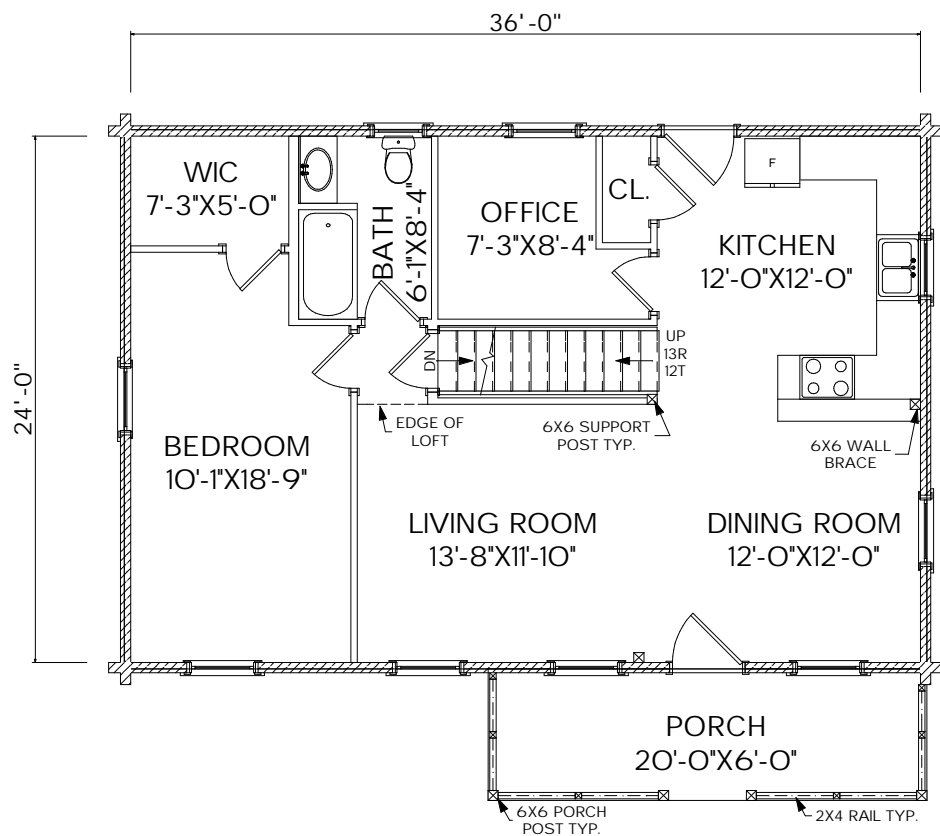 36'-0"
WIC
7'-3"X5'-0"
BATH
6'-1"X8'-4"
OFFICE
7'-3"X8'-4"
CL.
F
KITCHEN
12'-0"X12'-0"
24'-0"
DN
UP
13R
12T
EDGE OF
LOFT
6X6 SUPPORT
POST TYP.
6X6 WALL
BRACE
BEDROOM
10'-1"X18'-9"
LIVING ROOM
13'-8"X11'-10"
DINING ROOM
12'-0"X12'-0"
PORCH
20'-0"X6'-0"
6X6 PORCH
POST TYP.
2X4 RAIL TYP.